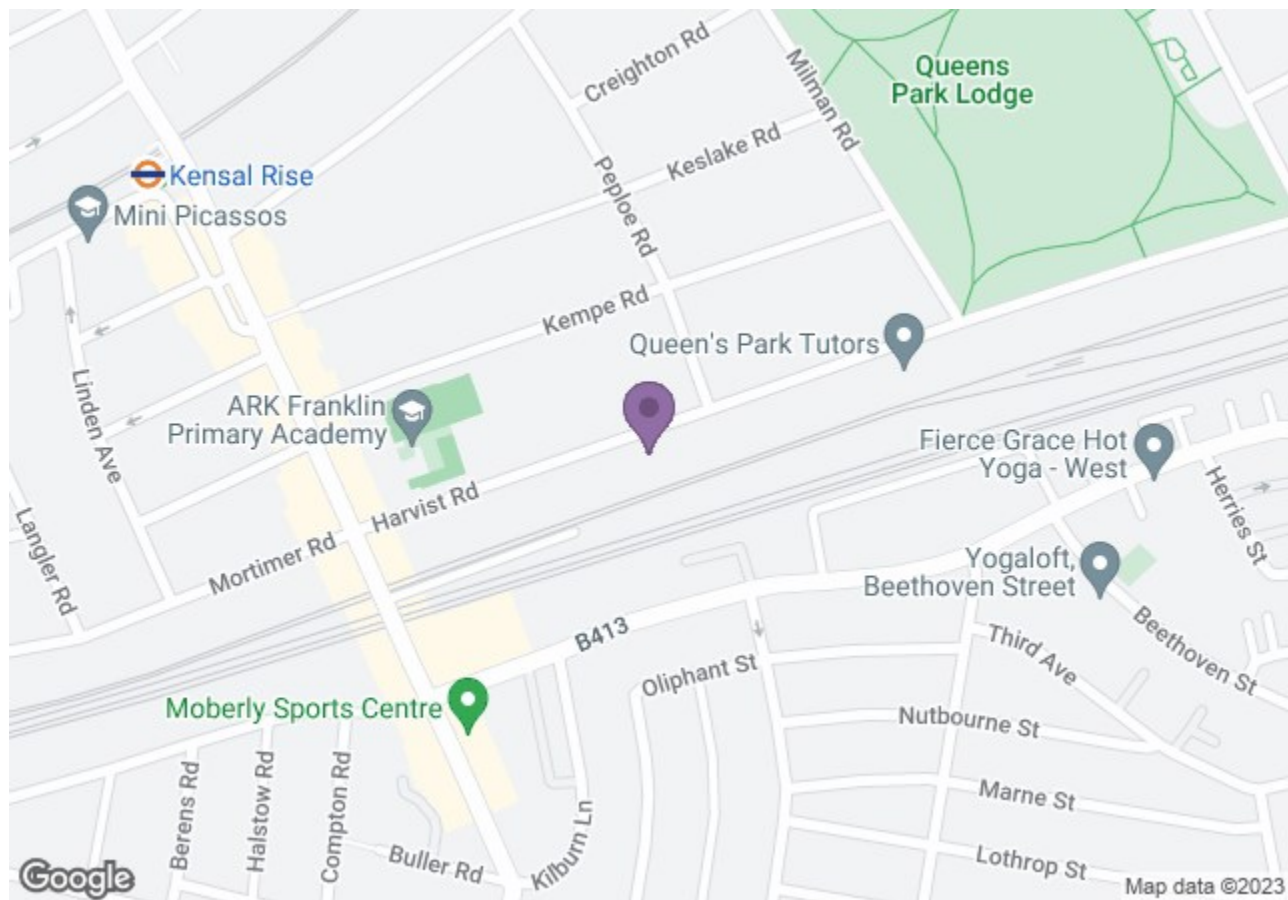 Creighton Rd
Milman Rd
Queens
Park Lodge
Keslake Rd
Peploe Rd
Kensal Rise
Mini Picassos
Kempe Rd
Queen's Park Tutors
Linden Ave
ARK Franklin
Primary Academy
Fierce Grace Hot
Yoga - West
Harvist Rd
Herries St
Langler Rd
Mortimer Rd
Yogaloft,
Beethoven Street
B413
Third Ave
Beethoven St
Oliphant St
Moberly Sports Centre
Nutbourne St
Berens Rd
Halstow Rd
Compton Rd
Marne St
Buller Rd
Kilburn Ln
Lothrop St
Google
Map data ©2023